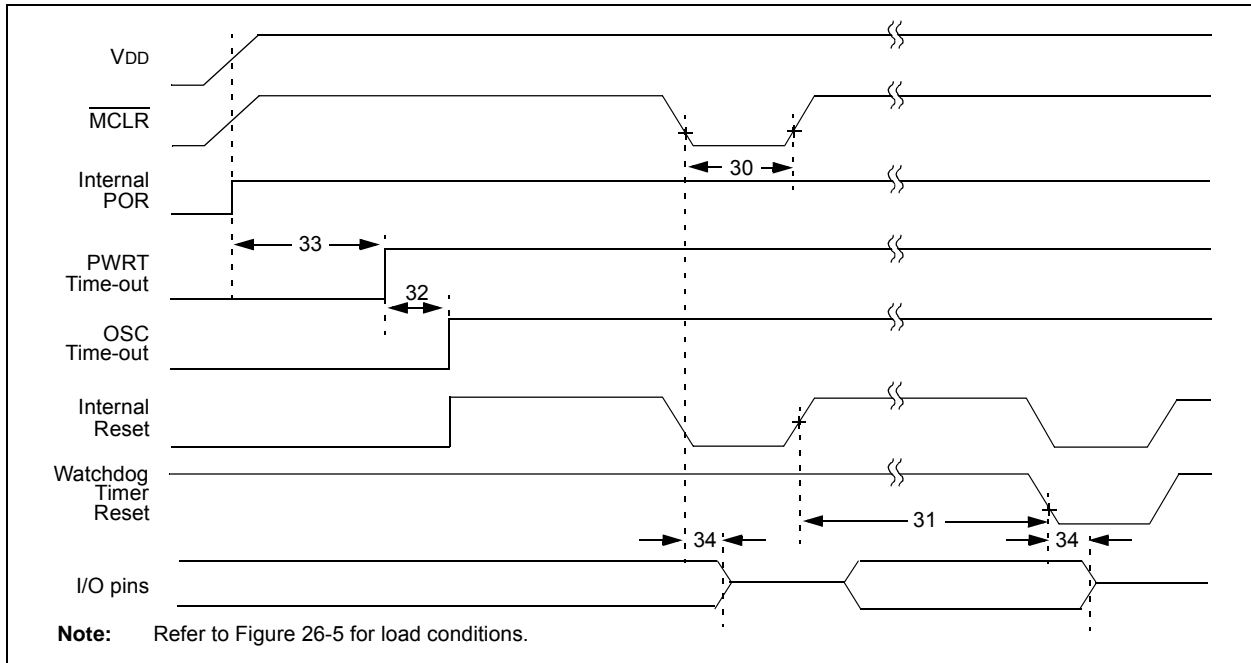 VDD
MCLR
30
Internal
POR
33
PWRT
Time-out
32
OSC
Time-out
Internal
Reset
Watchdog
Timer
Reset
31
34
34
I/O pins
Note: Refer to Figure 26-5 for load conditions.